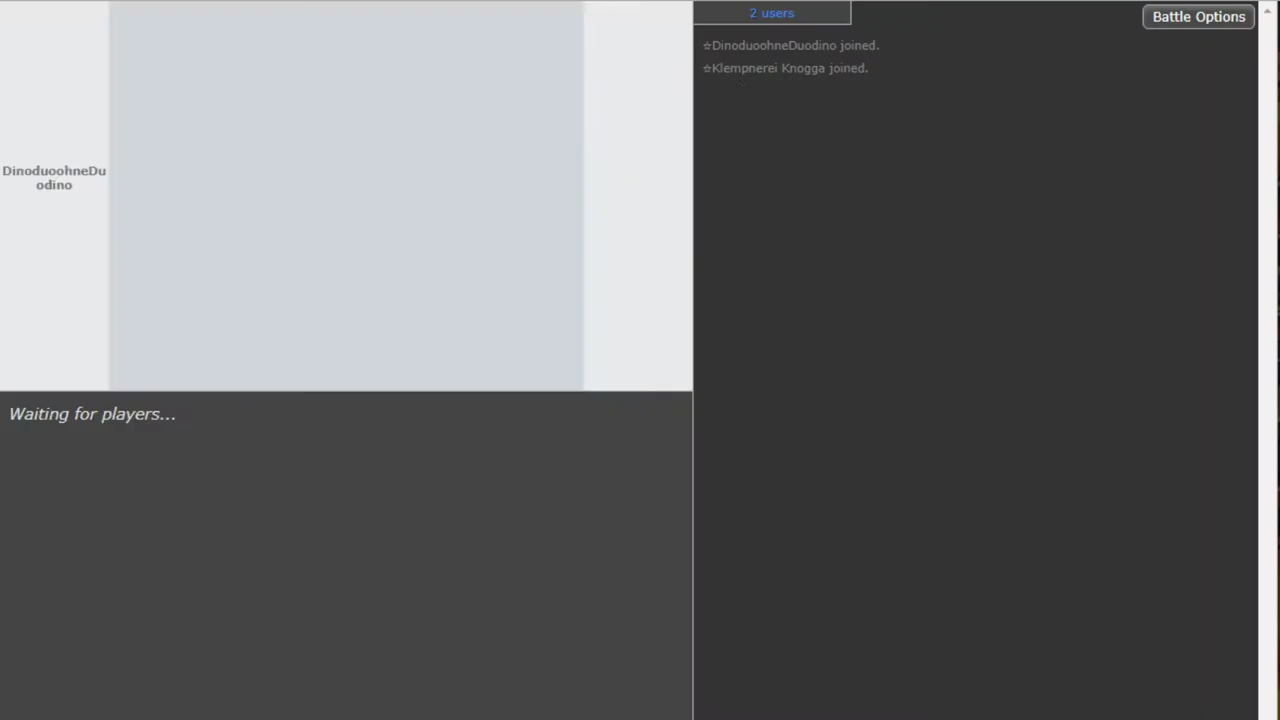 2 users
Battle Options
☆DinoduoohneDuodino joined.
☆Klempnerei Knogga joined.
DinoduoohneDu
odino
Waiting for players...